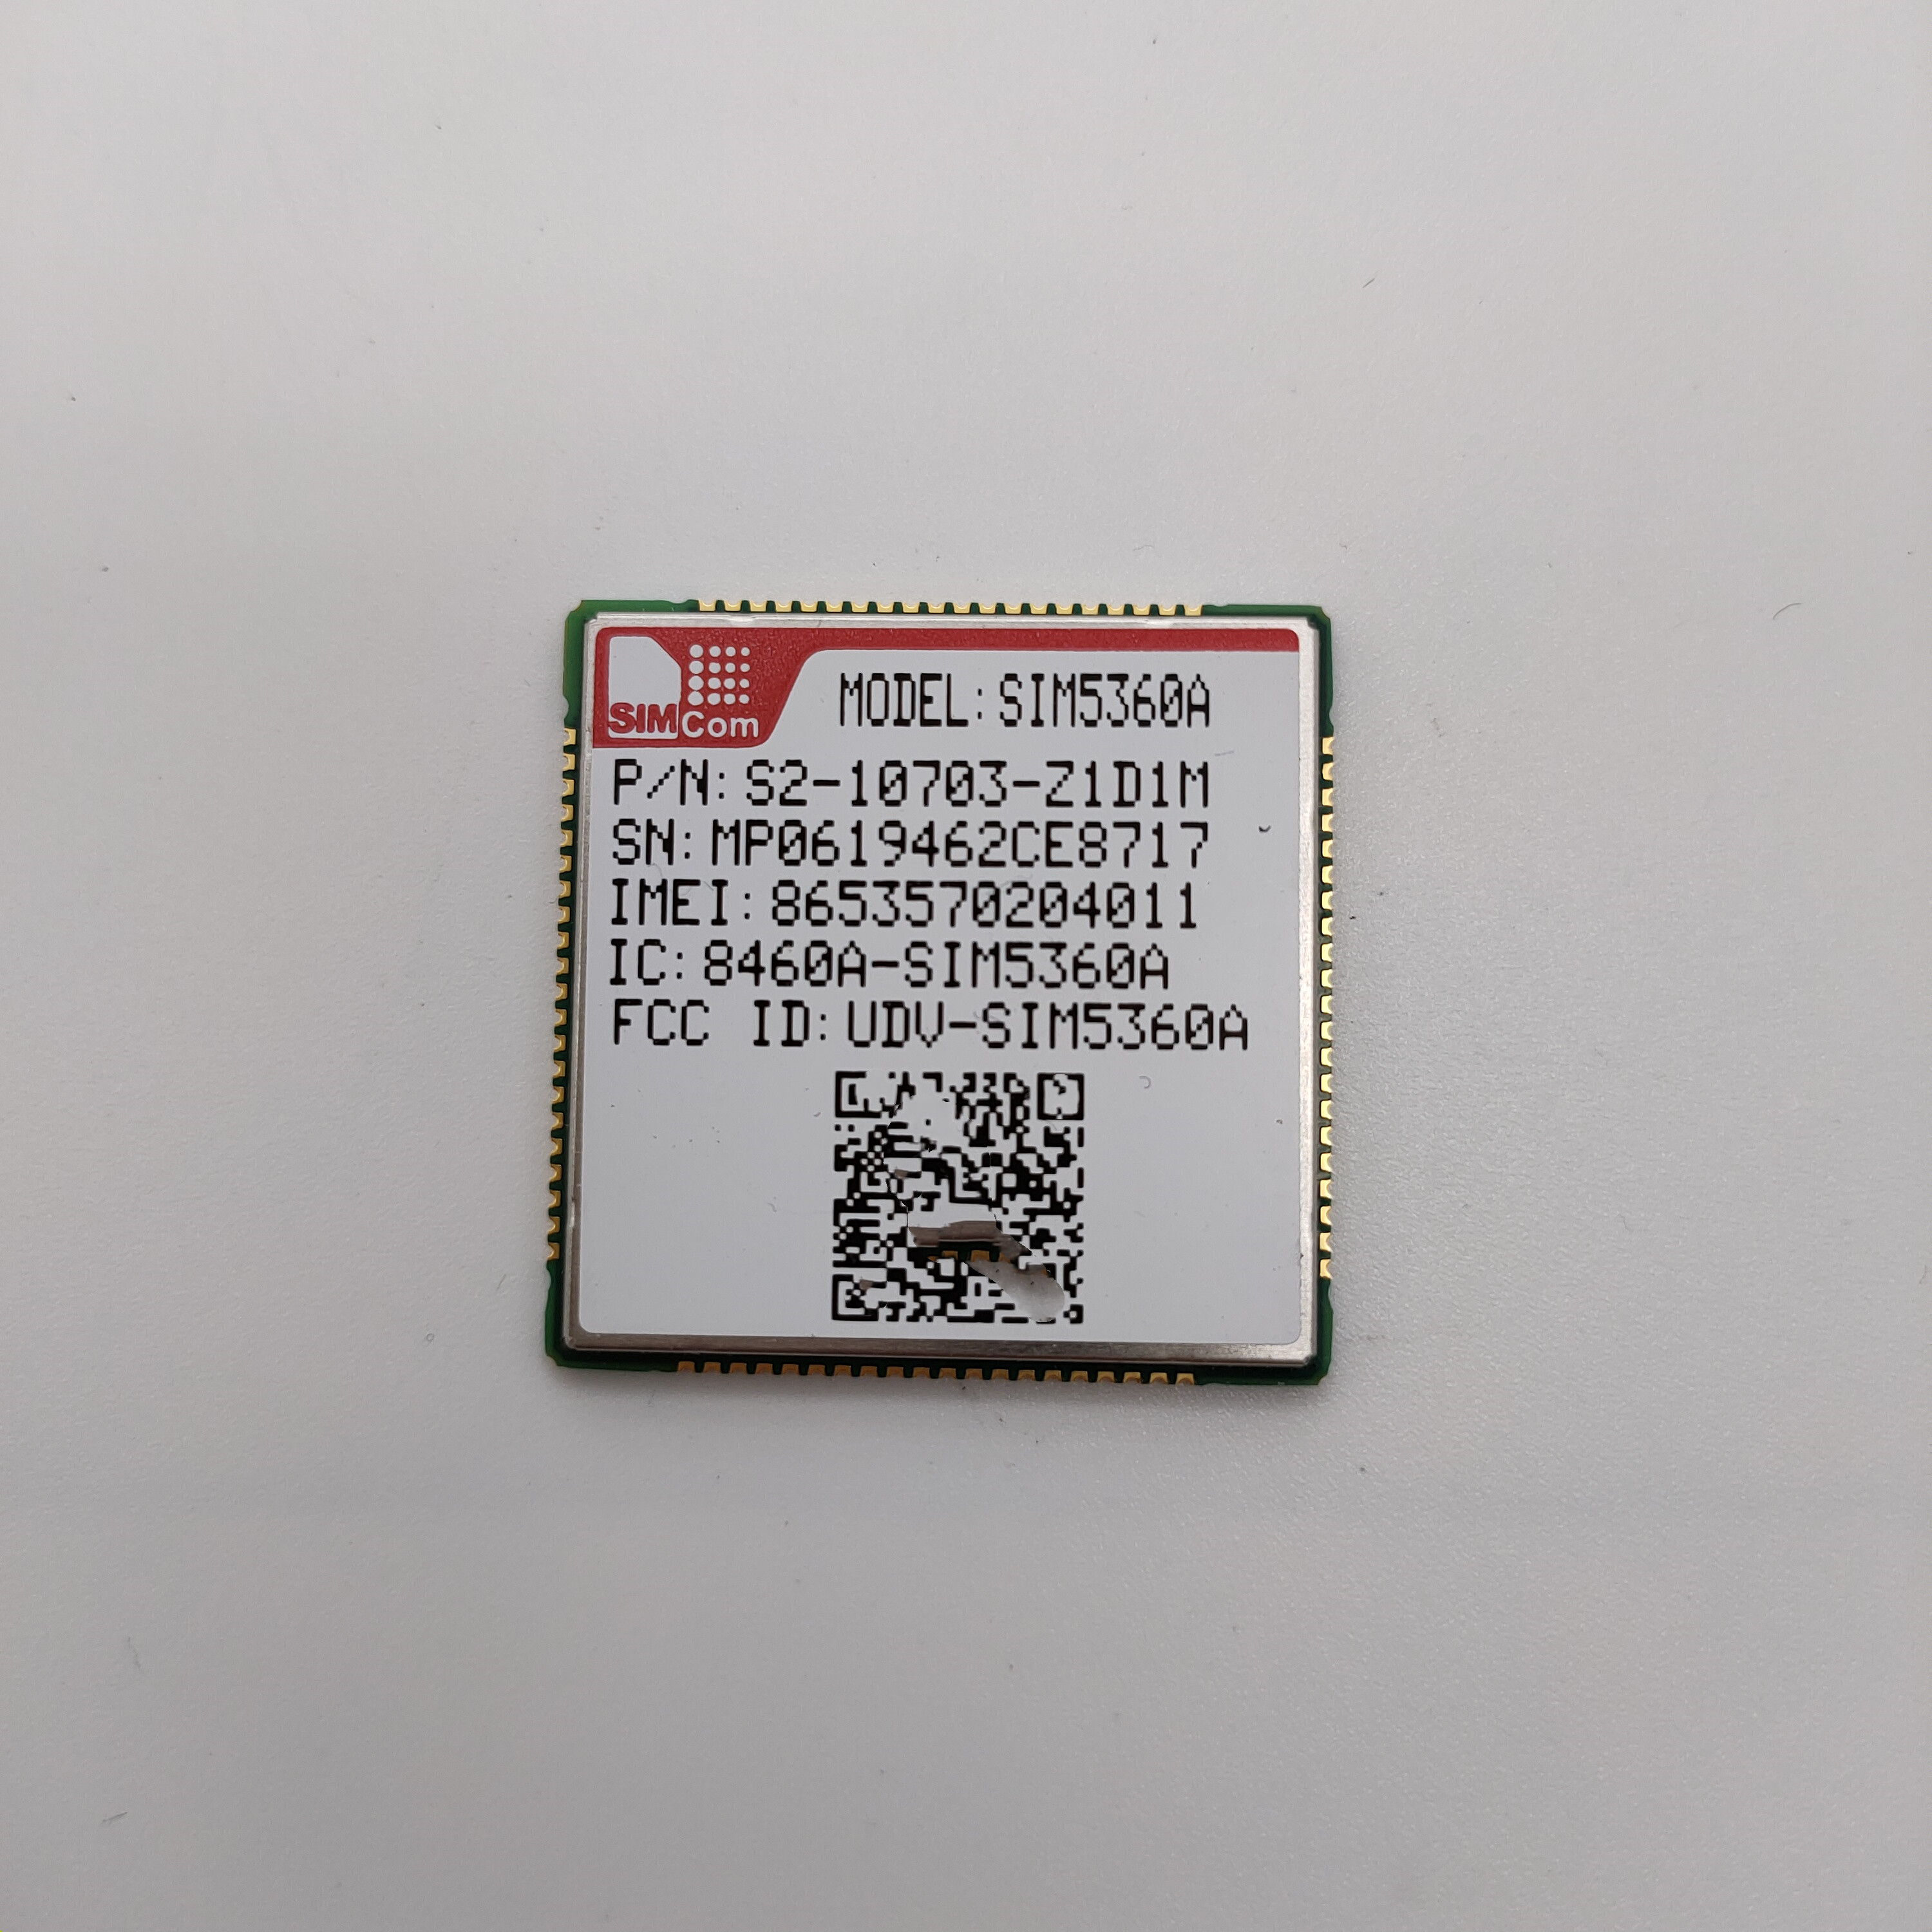 SIMCom
MODEL:SIM5360A
P/N:S2-10703-Z1D1M
SN:MP0619462CE8717
IMEI:8653570204011
IC:8460A-SIM5360A
FCC ID:UDV-SIM5360A